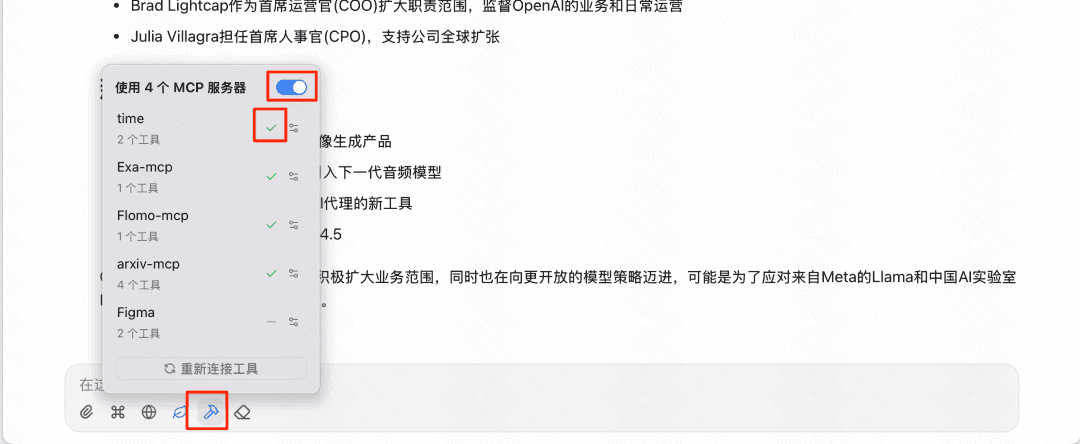 Brad Lightcap作为首席运营官(COO)扩大职责范围，监督OpenAI的业务和日常运营
Julia Villagra担任首席人事官(CPO)，支持公司全球扩张
使用 4 个 MCP 服务器
time
2 个工具
像生成产品
Exa-mcp
入下一代音频模型
1 个工具
代理的新工具
Flomo-mcp
1 个工具
4.5
arxiv-mcp
积极扩大业务范围，同时也在向更开放的模型策略迈进，可能是为了应对来自Meta的Llama和中国AI实验室
4 个工具
。
Figma
2 个工具
重新连接工具
在这